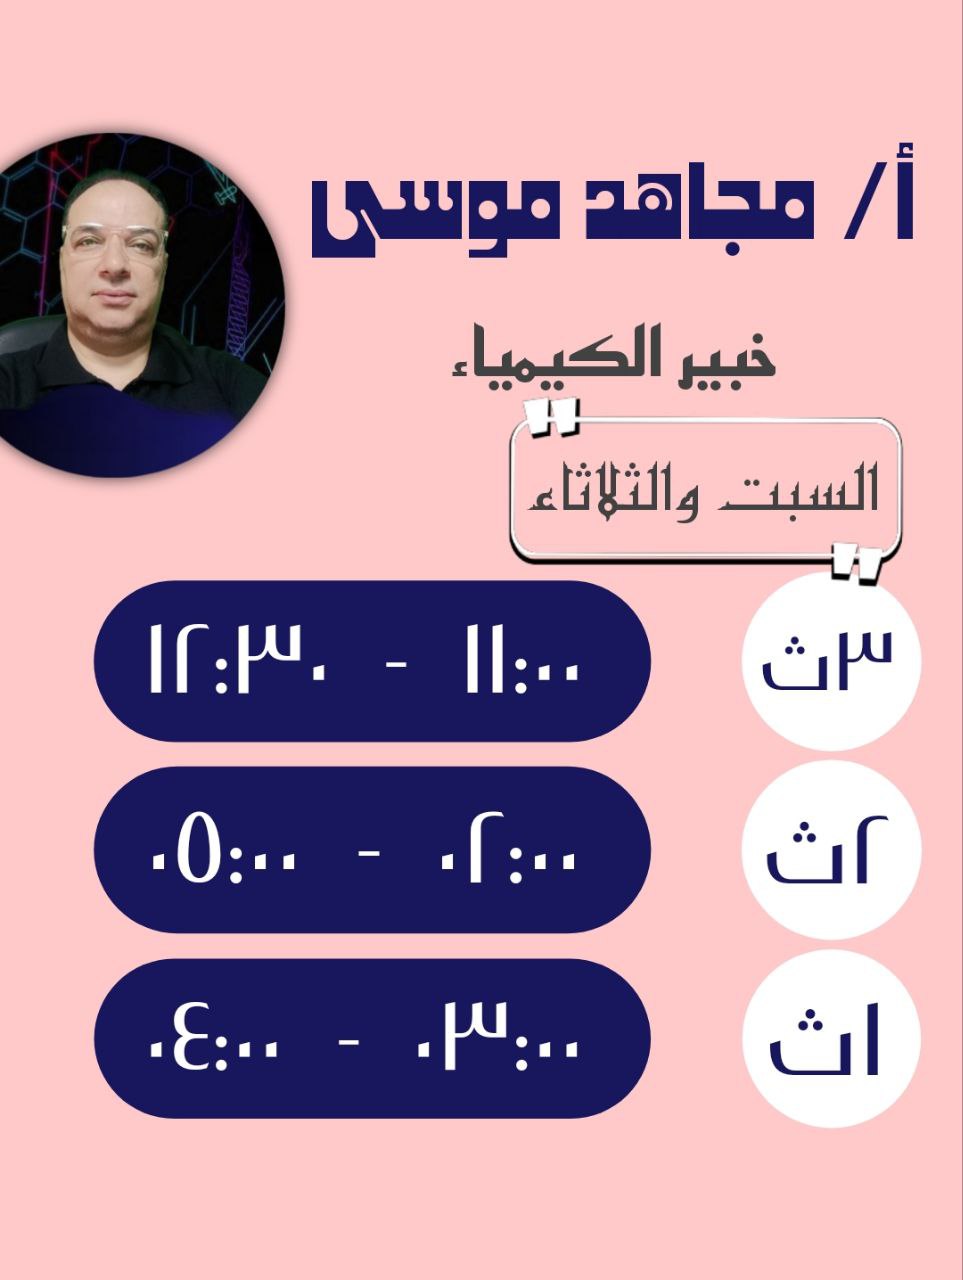 أ/ مجاهد موسى
خبير الكيمياء
السبت والثلاثاء
٣ث
١١:٠٠ - ١٢:٣٠
٢ث
٠٢:٠٠ - ٠٥:٠٠
١ث
٠٣:٠٠ - ٠٤:٠٠